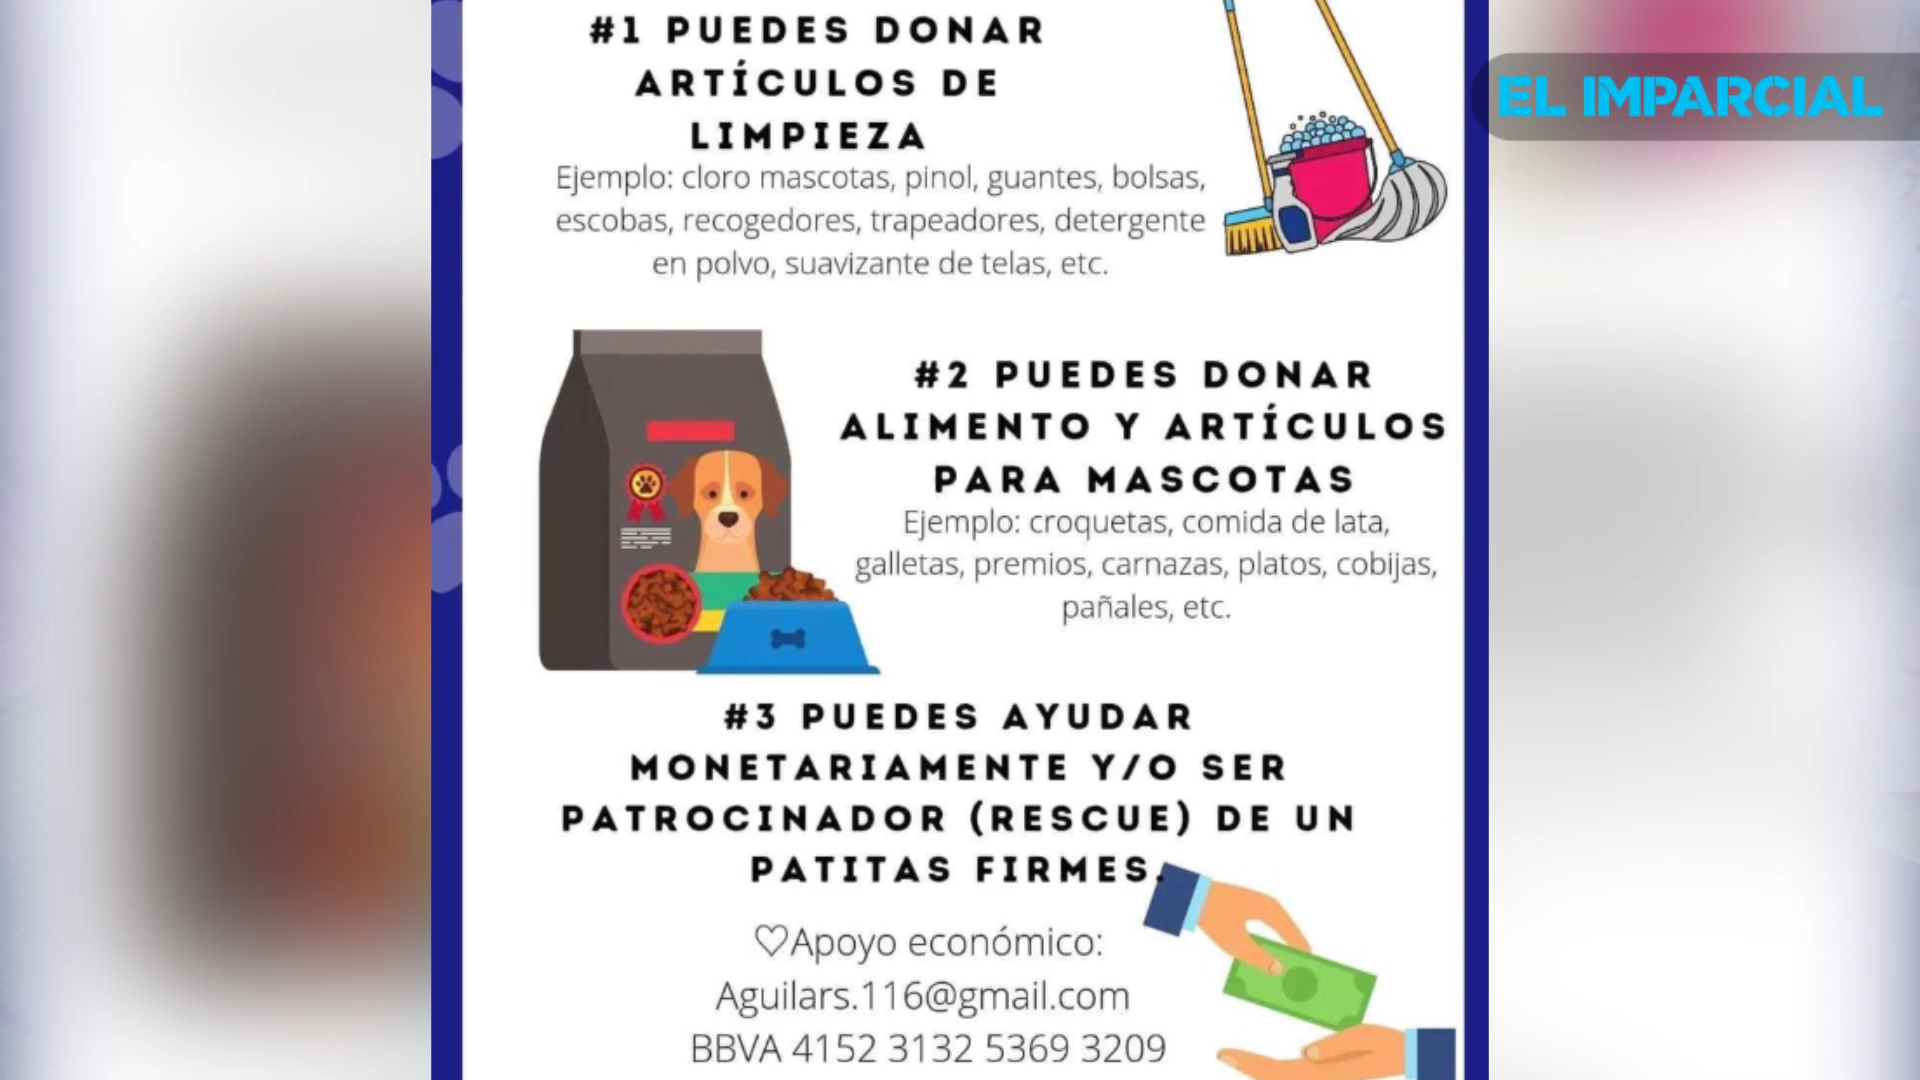 #1 PUEDES DONAR
ARTÍCULOS DE
LIMPIEZA
Ejemplo: cloro mascotas, pinol, guantes, bolsas,
escobas, recogedores, trapeadores, detergente
en polvo, suavizante de telas, etc.
EL IMPARCIAL
#2 PUEDES DONAR
ALIMENTO Y ARTÍCULOS
PARA MASCOTAS
Ejemplo: croquetas, comida de lata,
galletas, premios, carnazas, platos, cobijas,
pañales, etc.
#3 PUEDES AYUDAR
MONETARIAMENTE Y/O SER
PATROCINADOR (RESCUE) DE UN
PATITAS FIRMES.
♡Apoyo económico:
Aguilars.116@gmail.com
BBVA 4152 3132 5369 3209